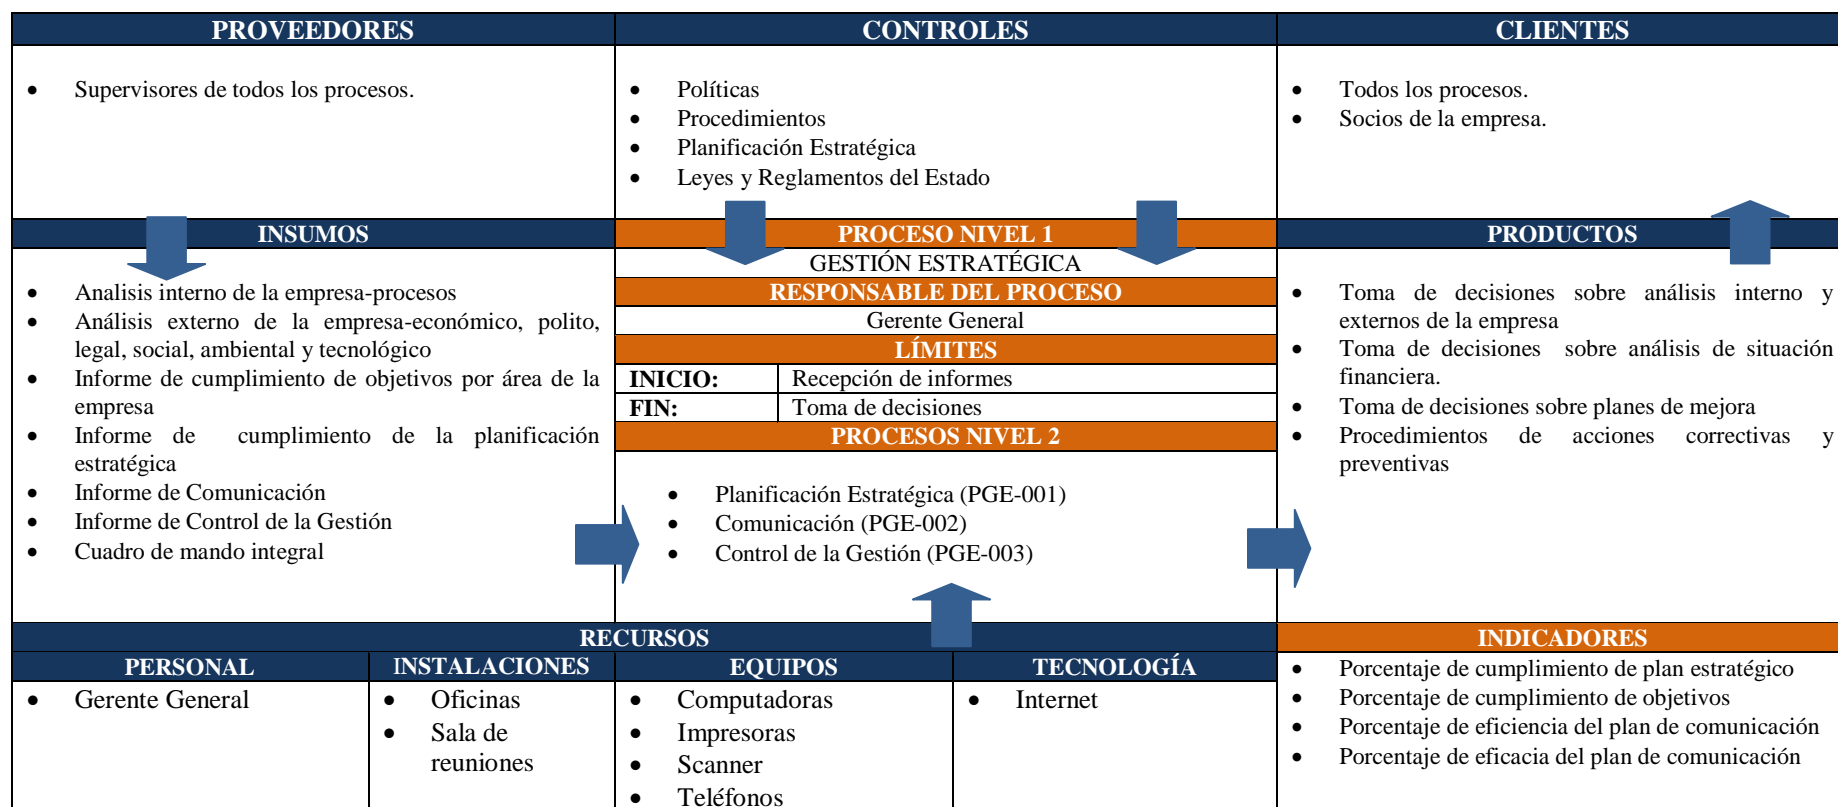 PROVEEDORES
CONTROLES
CLIENTES
• Supervisores de todos los procesos.
• Políticas
• Procedimientos
• Planificación Estratégica
• Leyes y Reglamentos del Estado
• Todos los procesos.
• Socios de la empresa.
INSUMOS
PROCESO NIVEL 1
PRODUCTOS
• Analisis interno de la empresa-procesos
• Análisis externo de la empresa-económico, polito,
legal, social, ambiental y tecnológico
• Informe de cumplimiento de objetivos por área de la
empresa
• Informe de cumplimiento de la planificación
estratégica
• Informe de Comunicación
• Informe de Control de la Gestión
• Cuadro de mando integral
GESTIÓN ESTRATÉGICA
RESPONSABLE DEL PROCESO
Gerente General
LÍMITES
INICIO: Recepción de informes
FIN: Toma de decisiones
PROCESOS NIVEL 2
• Planificación Estratégica (PGE-001)
• Comunicación (PGE-002)
• Control de la Gestión (PGE-003)
• Toma de decisiones sobre análisis interno y
externos de la empresa
• Toma de decisiones sobre análisis de situación
financiera.
• Toma de decisiones sobre planes de mejora
• Procedimientos de acciones correctivas y
preventivas
RECURSOS
INDICADORES
PERSONAL
INSTALACIONES
EQUIPOS
TECNOLOGÍA
• Gerente General
• Oficinas
• Sala de
reuniones
• Computadoras
• Impresoras
• Scanner
• Teléfonos
• Internet
• Porcentaje de cumplimiento de plan estratégico
• Porcentaje de cumplimiento de objetivos
• Porcentaje de eficiencia del plan de comunicación
• Porcentaje de eficacia del plan de comunicación